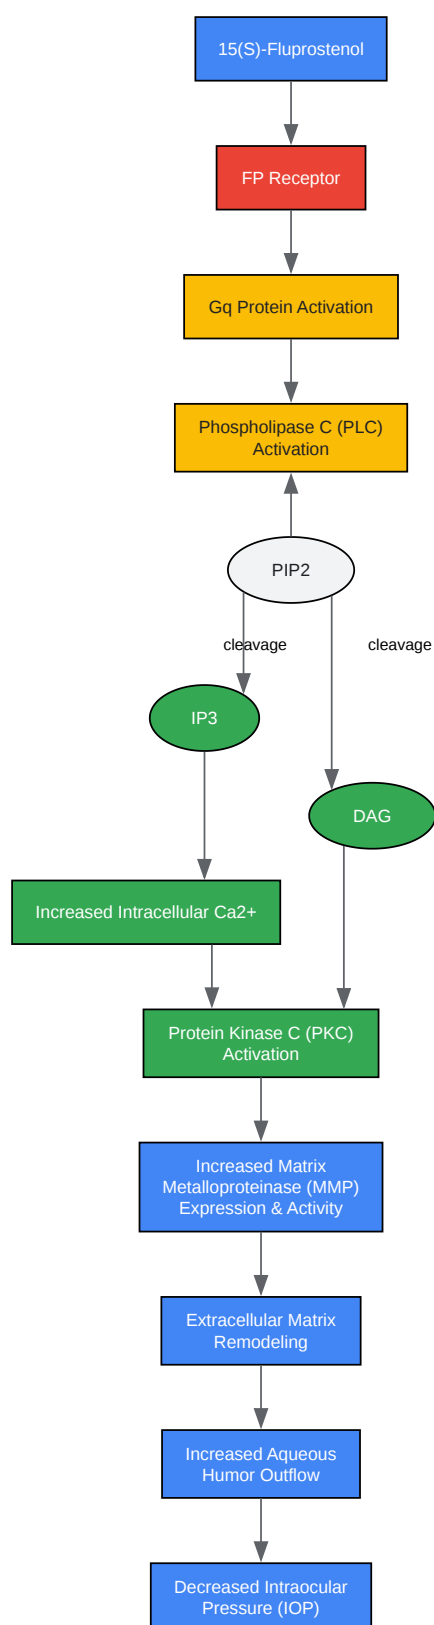 15(S)-Fluprostenol
FP Receptor
Gq Protein Activation
Phospholipase C (PLC)
Activation
PIP2
cleavage
cleavage
IP3
DAG
Increased Intracellular Ca2+
Protein Kinase C (PKC)
Activation
Increased Matrix
Metalloproteinase (MMP)
Expression & Activity
Extracellular Matrix
Remodeling
Increased Aqueous
Humor Outflow
Decreased Intraocular
Pressure (IOP)